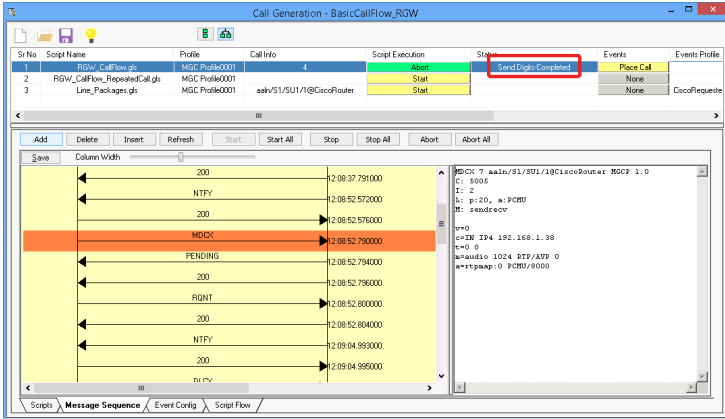 Call Generation - BasicCallFlow_RGW
Sr No Script Name Profile Call Info Script Execution Status Events Events Profile
1 RGW_CallFlow.gls MGC Profile0001 4 Abort Send Digits-Completed Place Call
2 RGW_CallFlow_RepeatedCall.gls MGC Profile0001 Start None
3 Line_Packages.gls MGC Profile0001 aaln/S1/SU1/1@CiscoRouter Start None CiscoRequeste
Add Delete Insert Refresh Start Start All Stop Stop All Abort Abort All
Save Column Width
200
12:08:37.791000
NTFY
12:08:52.572000
200
12:08:52.576000
MDCX
12:08:52.790000
PENDING
12:08:52.794000
200
12:08:52.796000
RQNT
12:08:52.800000
200
12:08:52.804000
NTFY
12:09:04.993000
200
12:09:04.995000
DLCX
MDCX 7 aaln/S1/SU1/1@CiscoRouter MGCP 1.0
C: 5005
I: 2
L: p:20, a:PCMU
M: sendrecv
v=0
c=IN IP4 192.168.1.38
t=0 0
m=audio 1024 RTP/AVP 0
a=rtpmap:0 PCMU/8000
Scripts Message Sequence Event Config Script Flow